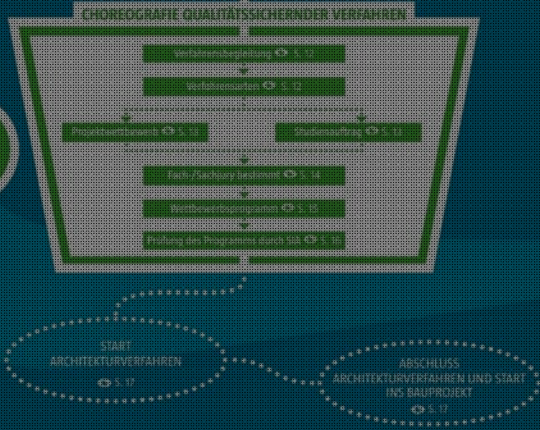 CHOREOGRAFIE QUALITÄTSSICHERNDER VERFAHREN
Verfahrensbegleitung S. 12
Verfahrensarten S. 12
Projektwettbewerb S. 13
Studienauftrag S. 13
Fach-/Sachjury bestimmt S. 14
Wettbewerbsprogramm S. 15
Prüfung des Programms durch SIA S. 16
START
ARCHITEKTURVERFAHREN
S. 17
ABSCHLUSS
ARCHITEKTURVERFAHREN UND START
INS BAUPROJEKT
S. 17